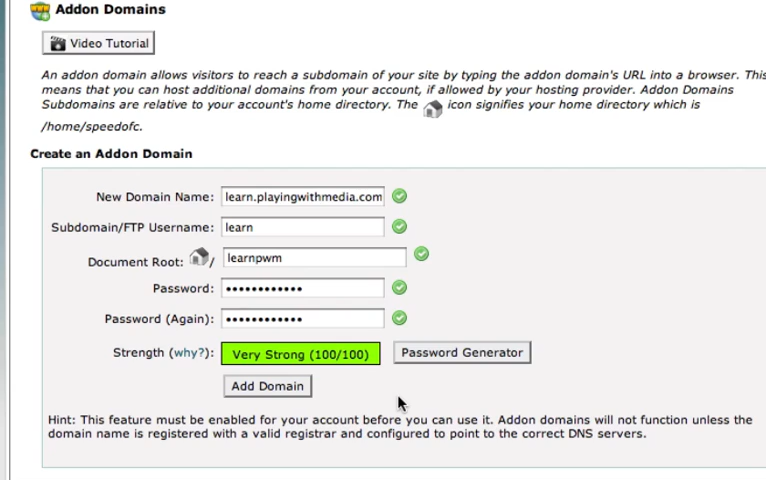 Addon Domains
Video Tutorial
An addon domain allows visitors to reach a subdomain of your site by typing the addon domain's URL into a browser. This
means that you can host additional domains from your account, if allowed by your hosting provider. Addon Domains
Subdomains are relative to your account's home directory. The icon signifies your home directory which is
/home/speedofc.
Create an Addon Domain
New Domain Name: learn.playingwithmedia.com
Subdomain/FTP Username: learn
Document Root: / learnpwm
Password: ••••••••••••
Password (Again): ••••••••••••
Strength (why?): Very Strong (100/100) Password Generator
Add Domain
Hint: This feature must be enabled for your account before you can use it. Addon domains will not function unless the
domain name is registered with a valid registrar and configured to point to the correct DNS servers.